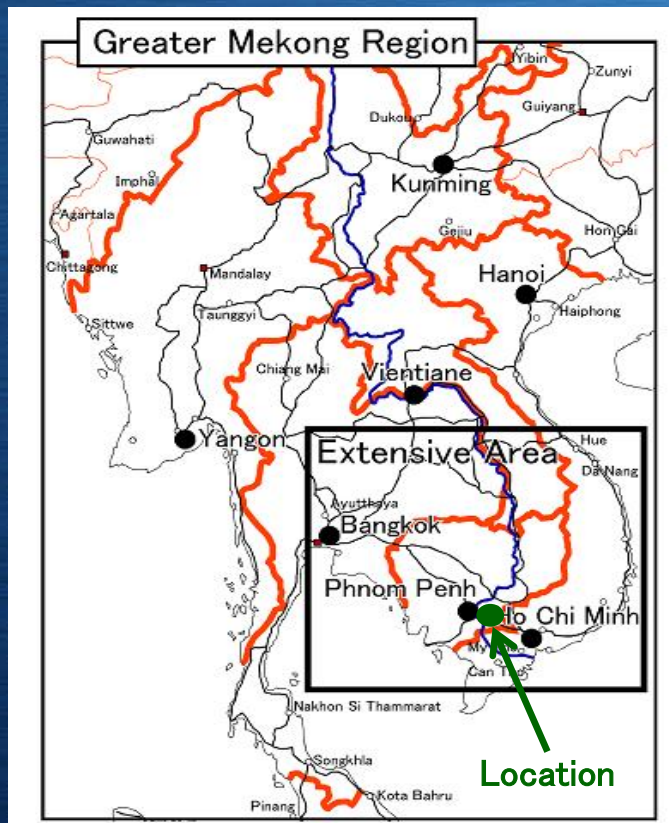 Greater Mekong Region
Yibin
Zunyi
Dukou
Guiyang
Guwahati
Kunming
Imphal
Agartala
Gejiu
Hon Gai
Chittagong
Mandalay
Hanoi
Haiphong
Taunggyi
Sittwe
Chiang Mai
Vientiane
Yangon
Extensive Area
Hue
Da Nang
Ayutthaya
Bangkok
Phnom Penh
Chi Minh
Can
Nakhon Si Thammarat
Songkhla
Location
Pinang
Kota Bahru